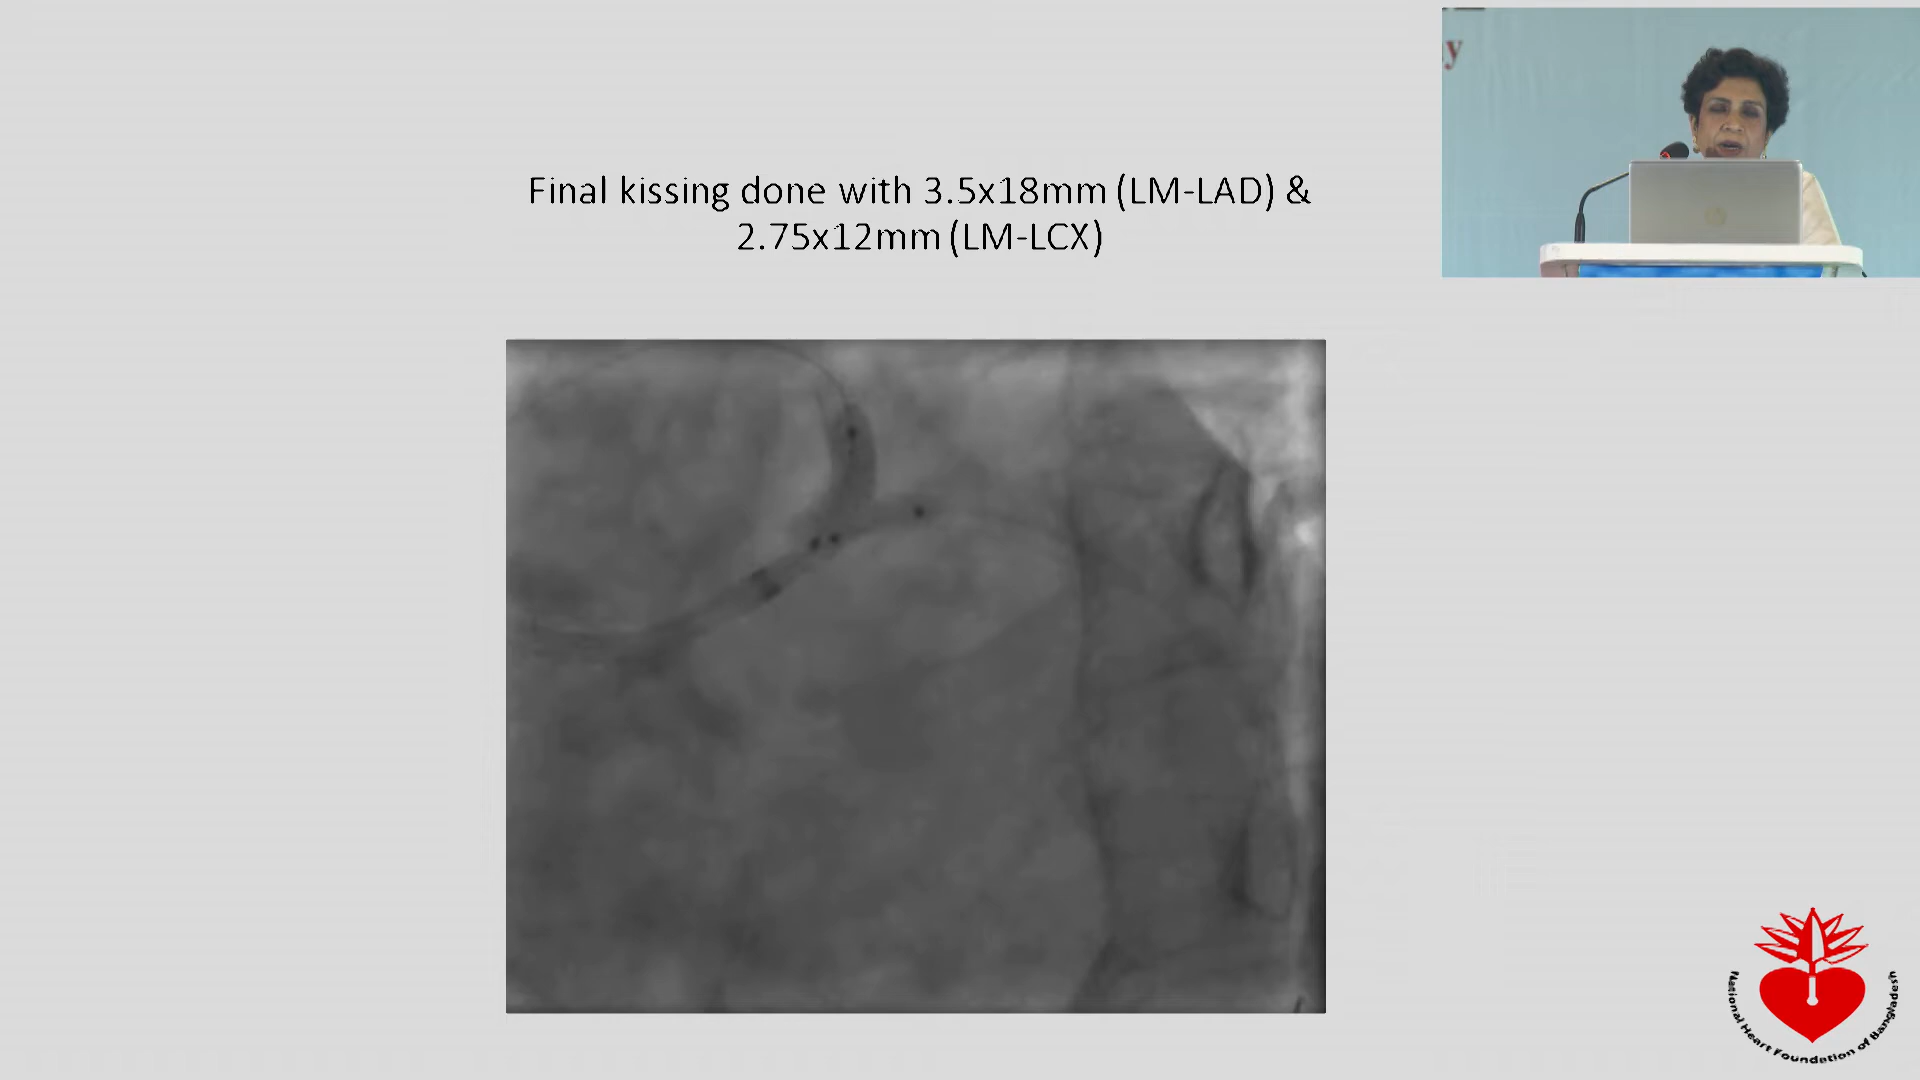 Final kissing done with 3.5x18mm (LM-LAD) &
2.75x12mm (LM-LCX)
y
National Heart Foundation of Bangladesh